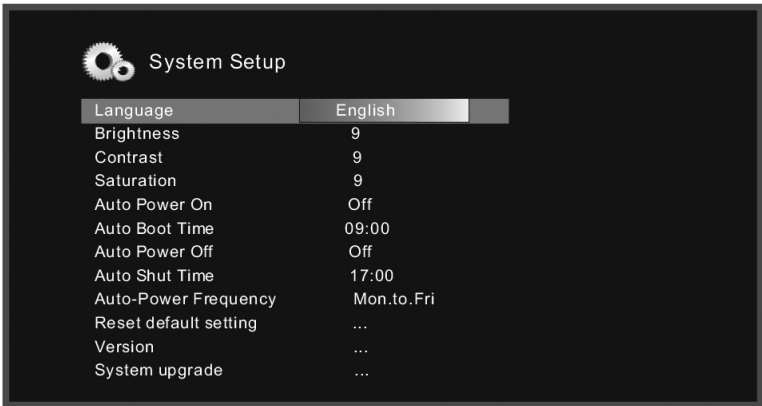 System Setup
Language English
Brightness 9
Contrast 9
Saturation 9
Auto Power On Off
Auto Boot Time 09:00
Auto Power Off Off
Auto Shut Time 17:00
Auto-Power Frequency Mon.to.Fri
Reset default setting ...
Version ...
System upgrade ...